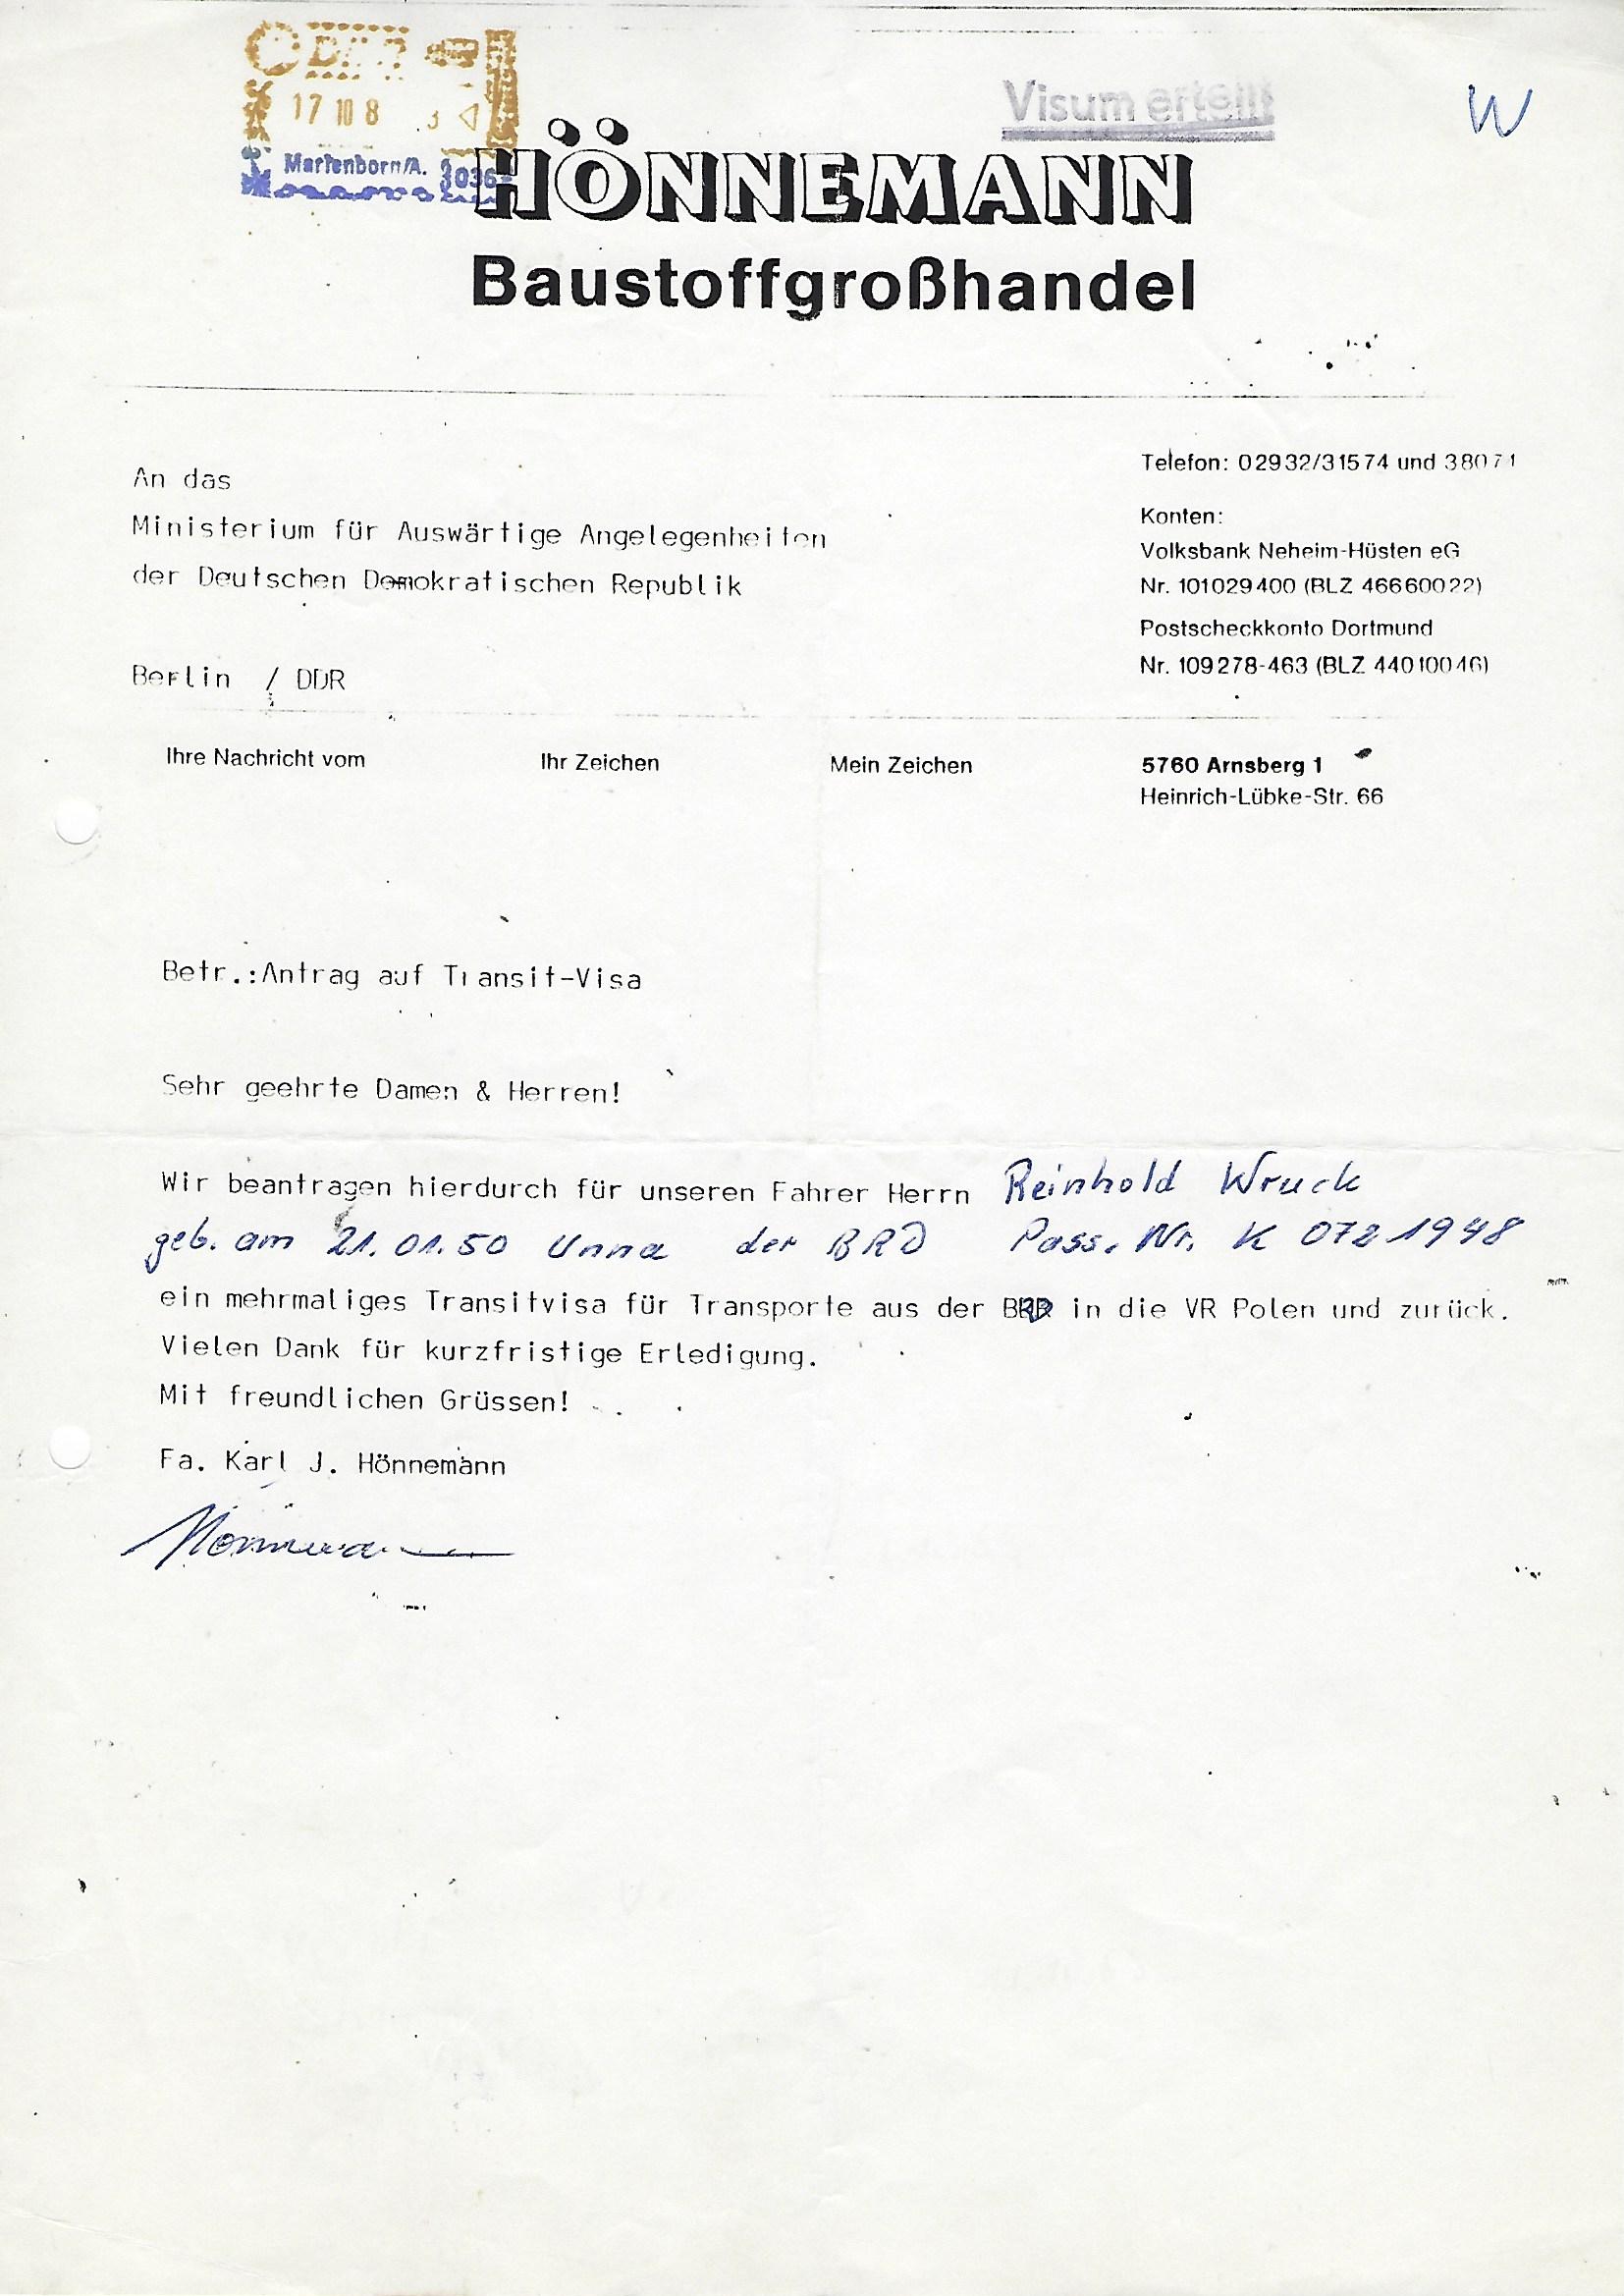 17 10 8
Marienborn/A. 036
Visum erteilt
W
HÖNNEMANN
Baustoffgroßhandel
An das
Ministerium für Auswärtige Angelegenheiten
der Deutschen Demokratischen Republik
Berlin / DDR
Telefon: 02932/31574 und 38071
Konten:
Volksbank Neheim-Hüsten eG
Nr. 101029400 (BLZ 46660022)
Postscheckkonto Dortmund
Nr. 109278-463 (BLZ 44010046)
Ihre Nachricht vom Ihr Zeichen Mein Zeichen
5760 Arnsberg 1
Heinrich-Lübke-Str. 66
Betr.:Antrag auf Transit-Visa
Sehr geehrte Damen & Herren!
Wir beantragen hierdurch für unseren Fahrer Herrn Reinhold Wruck
geb. am 21.01.50 Unna der BRD Pass. Nr. K 0721948
ein mehrmaliges Transitvisa für Transporte aus der BRD in die VR Polen und zurück.
Vielen Dank für kurzfristige Erledigung.
Mit freundlichen Grüssen!
Fa. Karl J. Hönnemann